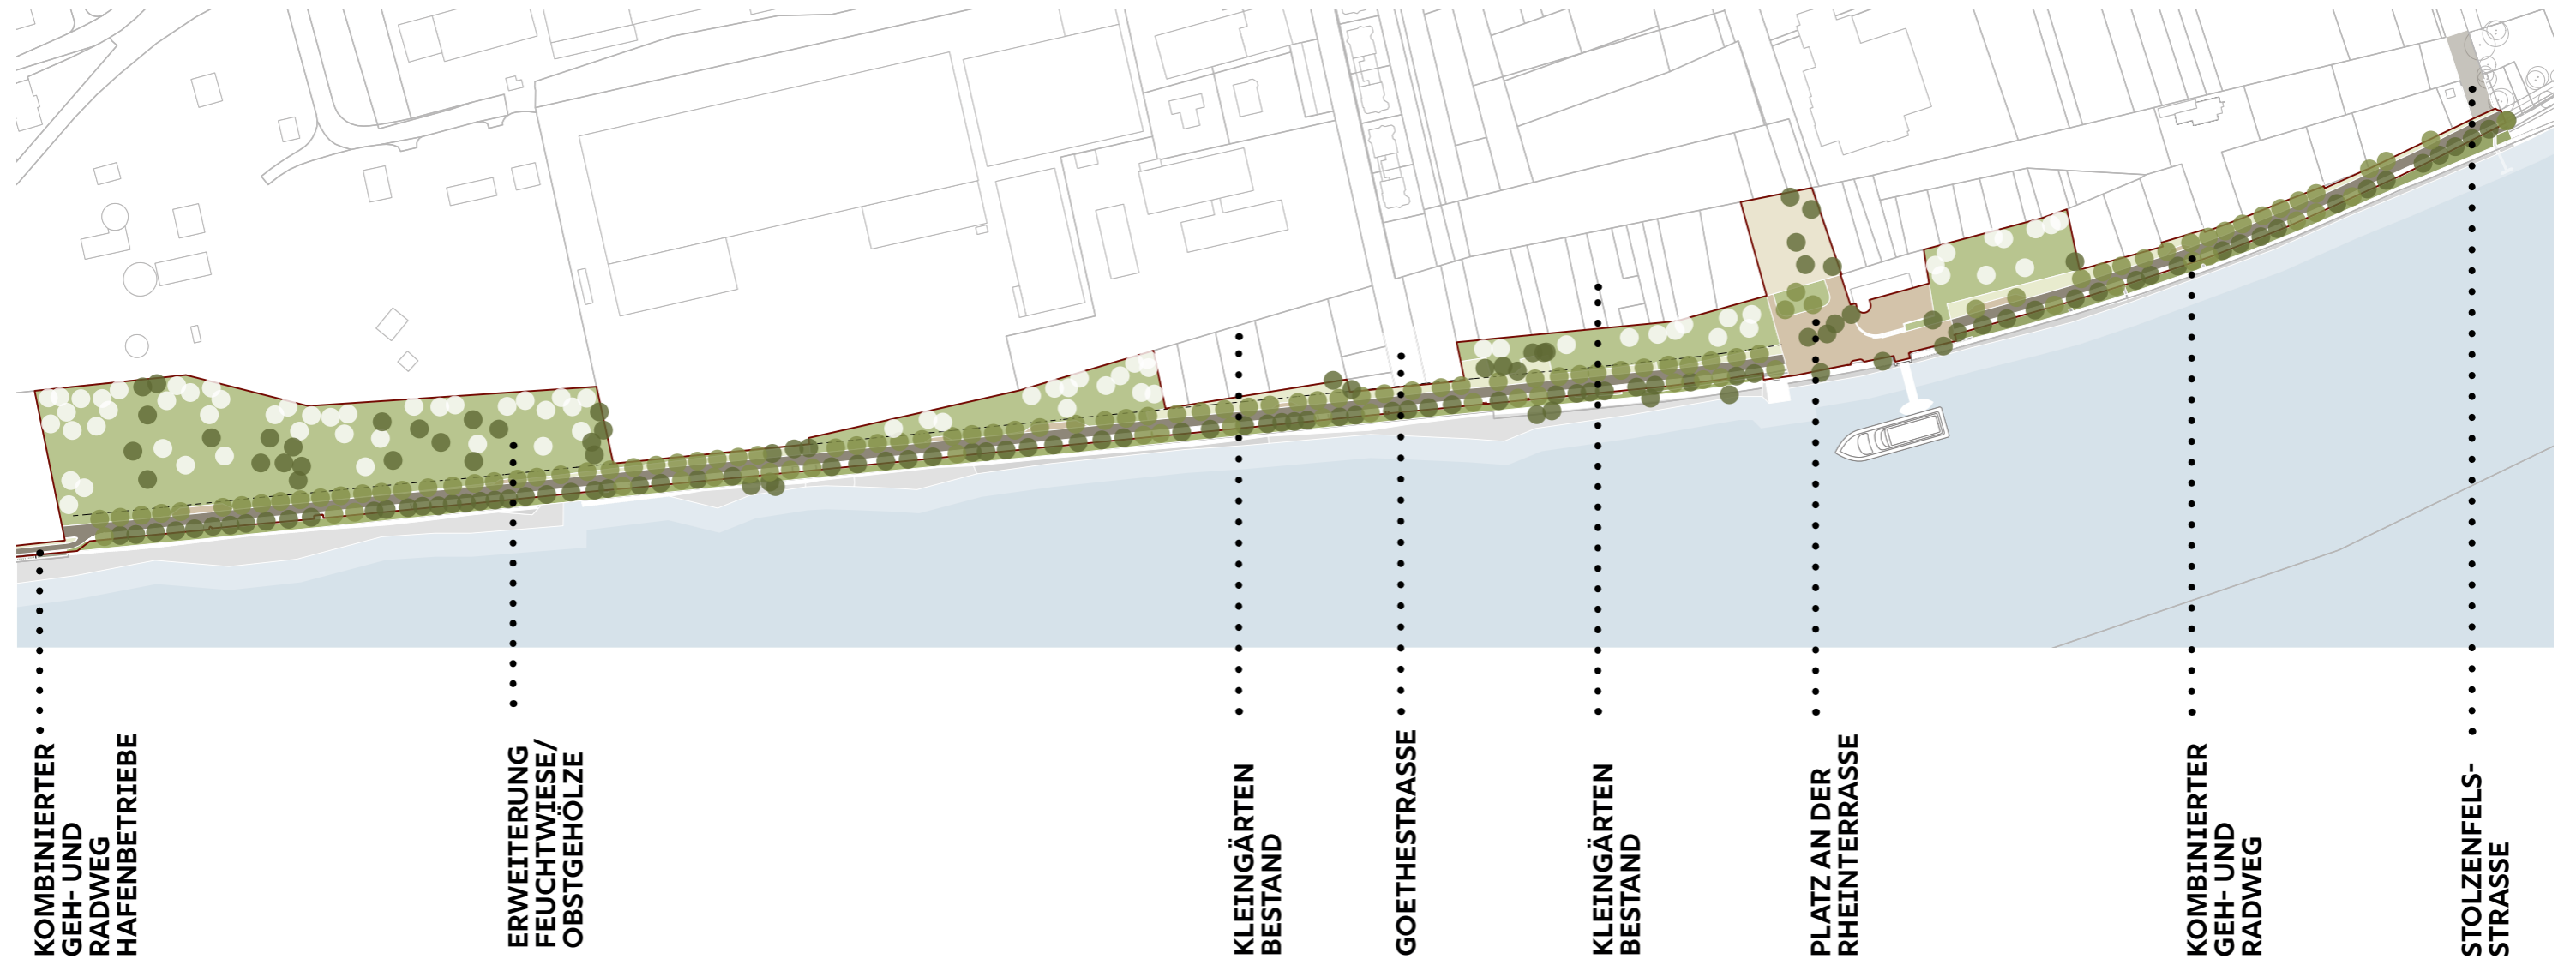 KOMBINIERTER
GEH- UND
RADWEG
HAFENBETRIEBE
ERWEITERUNG
FEUCHTWIESE/
OBSTGEHÖLZE
KLEINGÄRTEN
BESTAND
GOETHESTRASSE
KLEINGÄRTEN
BESTAND
PLATZ AN DER
RHEINTERRASSE
KOMBINIERTER
GEH- UND
RADWEG
STOLZENFELS-
STRASSE